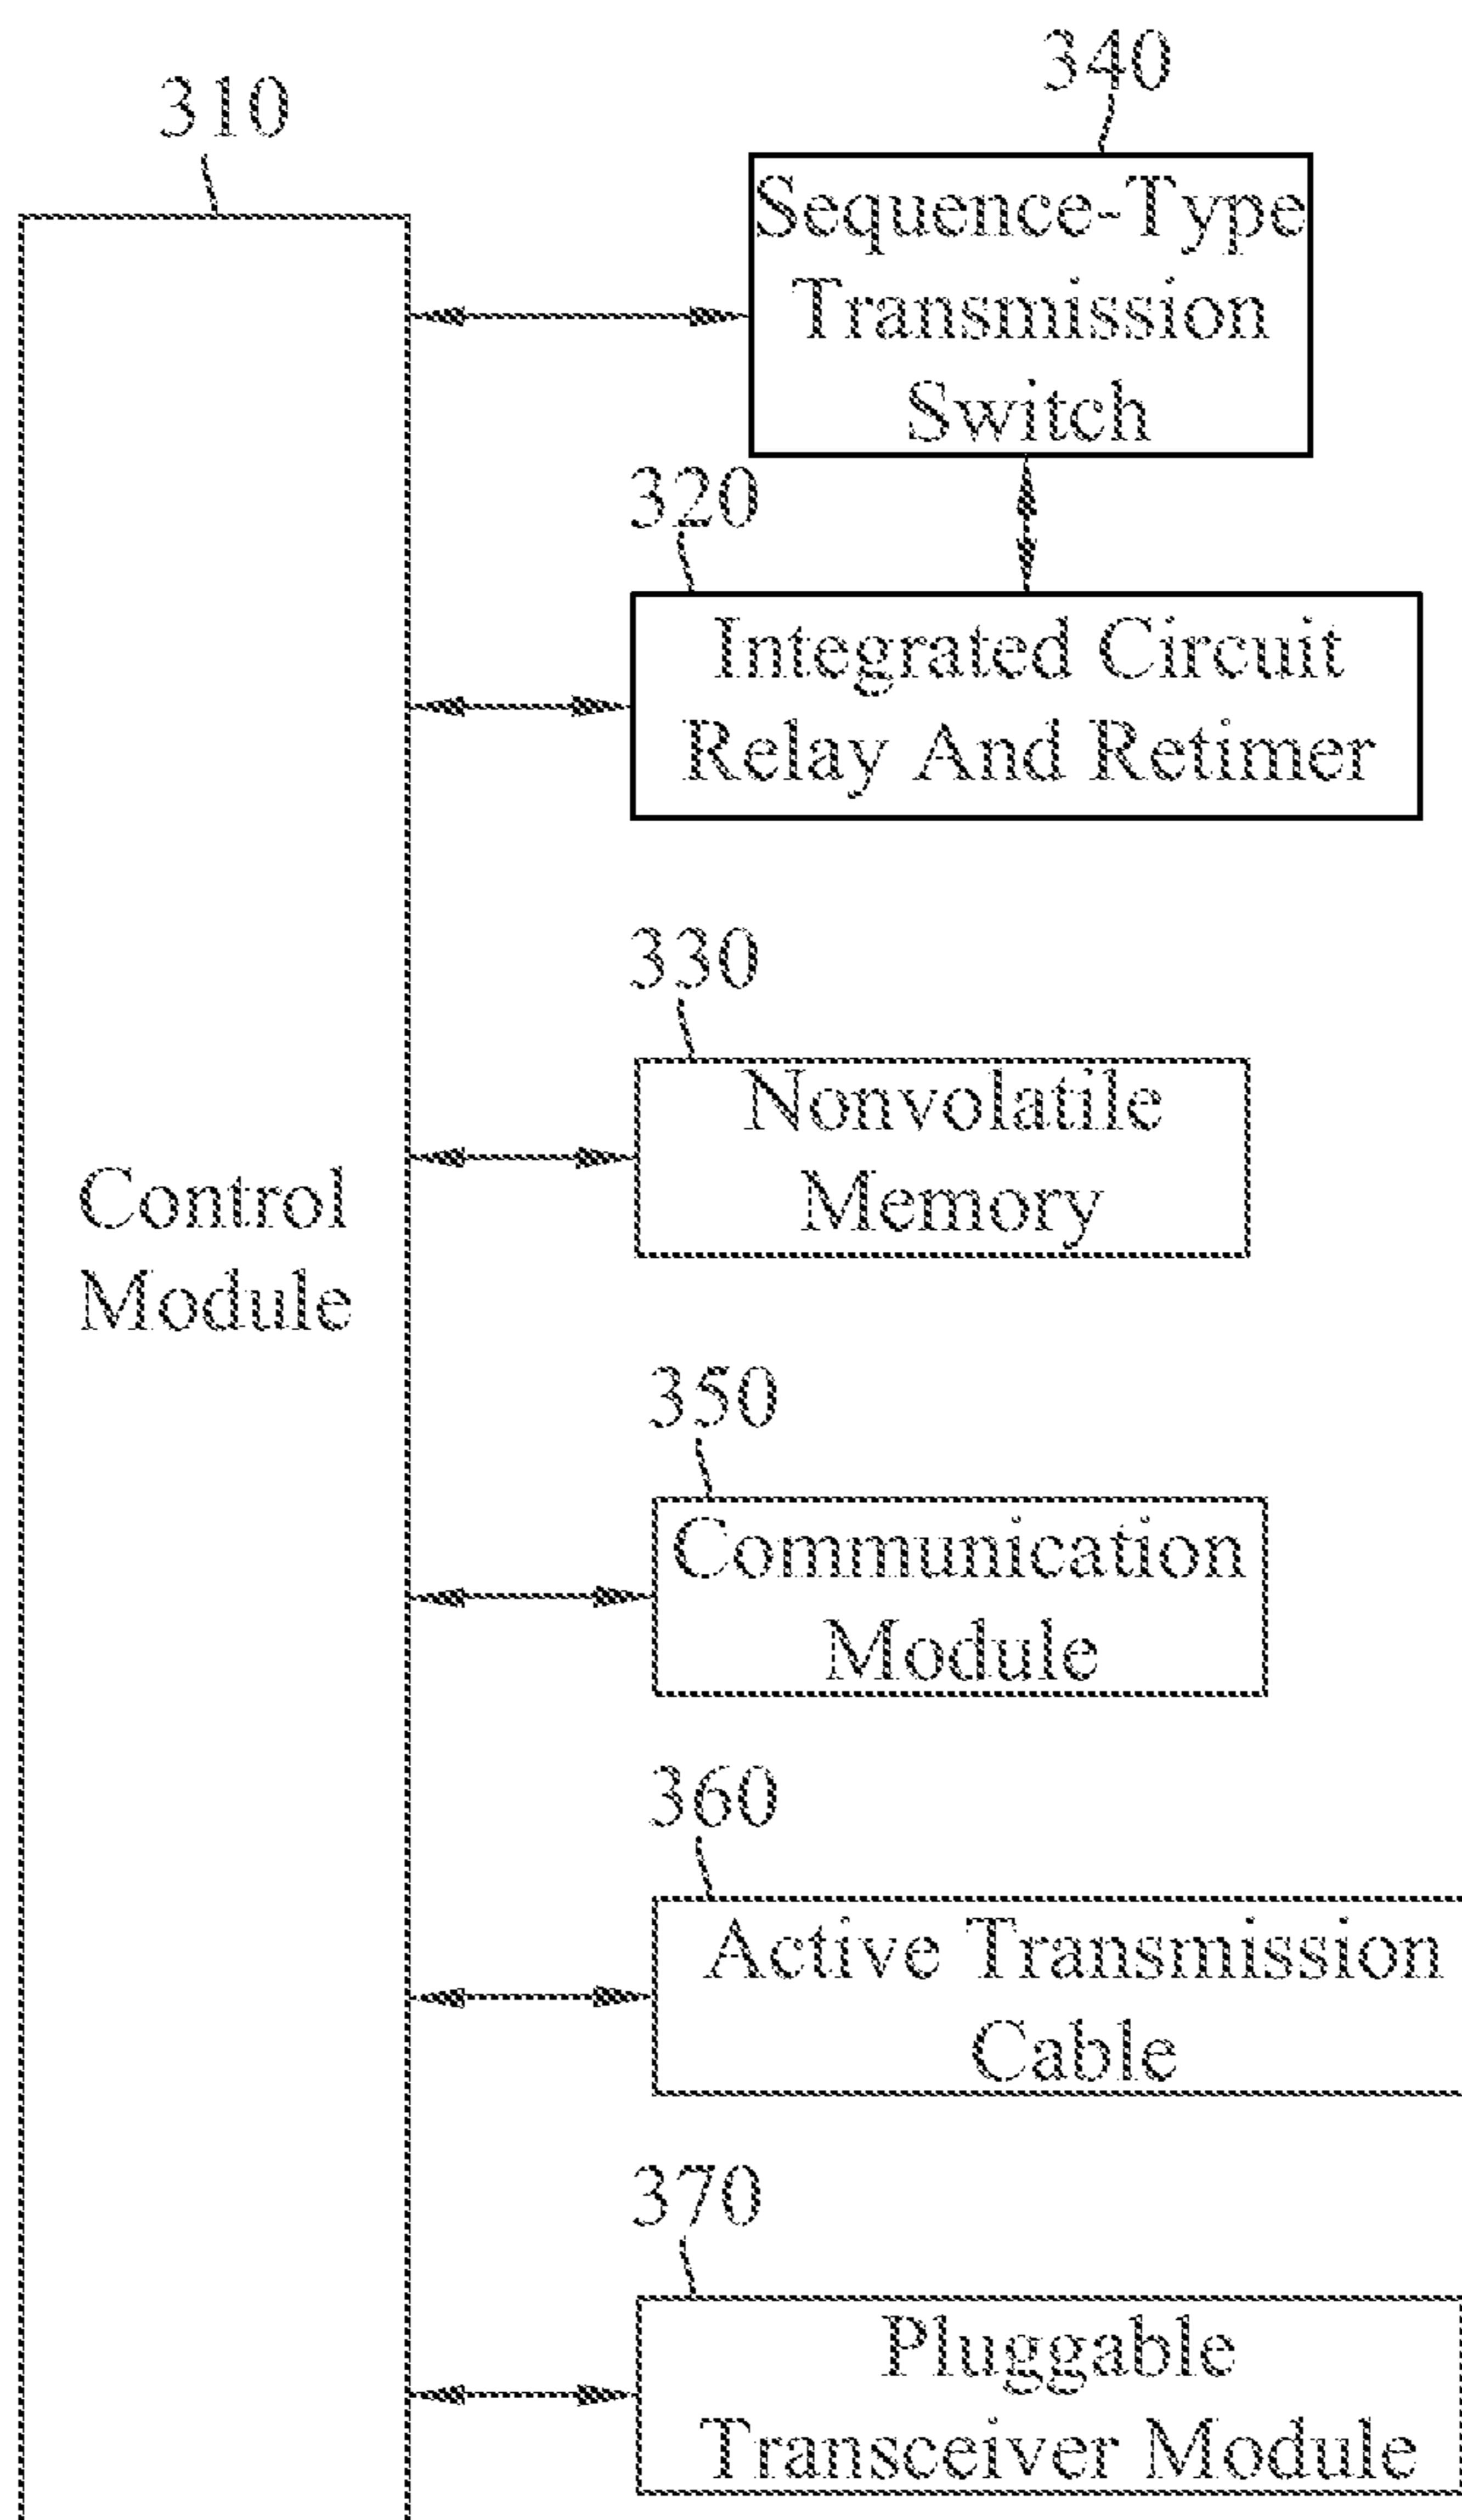 310
Control
Module
340
Sequence-Type
Transmission
Switch
320
Integrated Circuit
Relay And Retimer
330
Nonvolatile
Memory
350
Communication
Module
360
Active Transmission
Cable
370
Pluggable
Transceiver Module